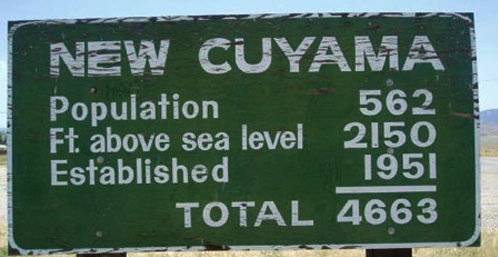 NEW CUYAMA
Population 562
Ft. above sea level 2150
Established 1951
TOTAL 4663